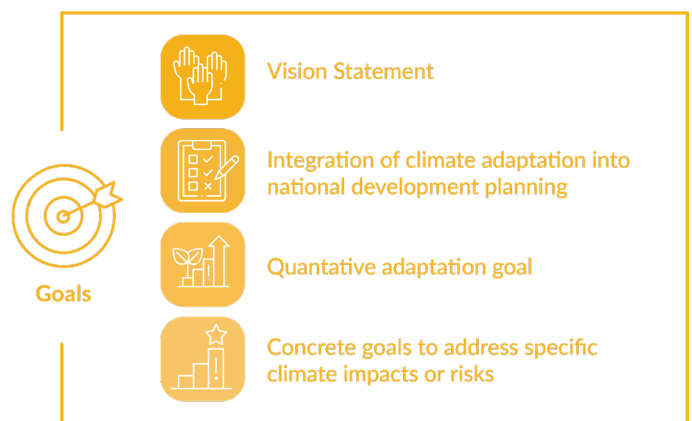 Vision Statement
Integration of climate adaptation into
national development planning
Quantative adaptation goal
Goals
Concrete goals to address specific
climate impacts or risks